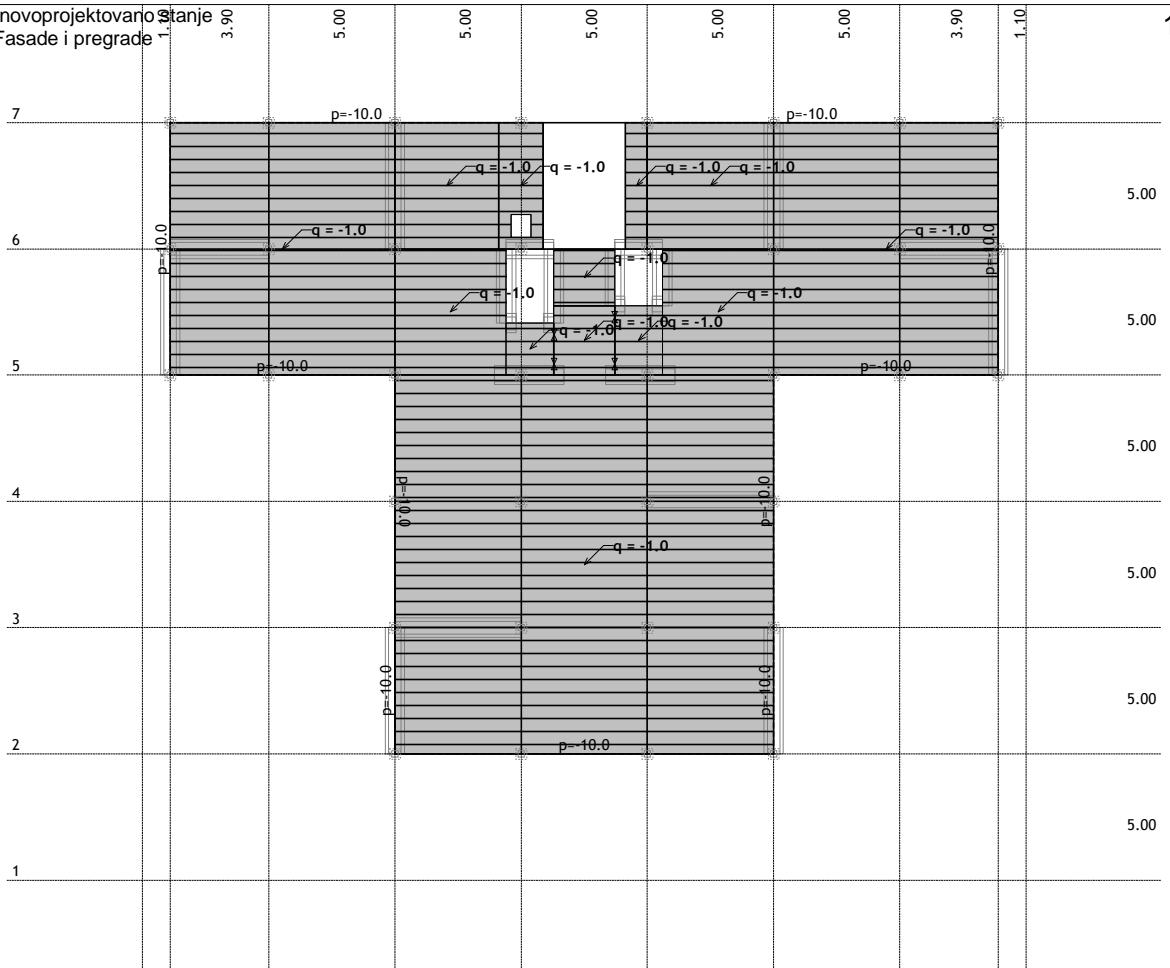 novoprojektovano stanje
Fasade i pregrade
1.10
3.90
5.00
5.00
5.00
5.00
5.00
3.90
1.10
7
p=-10.0
p=-10.0
q = -1.0
q = -1.0
q = -1.0
q = -1.0
5.00
p=-10.0
q = -1.0
q = -1.0
p=-10.0
6
q = -1.0
q = -1.0
q = -1.0
q = -1.0
q = -1.0
q = -1.0
5.00
5
p=-10.0
p=-10.0
5.00
4
p=-10.0
p=-10.0
q = -1.0
5.00
3
p=-10.0
p=-10.0
5.00
2
p=-10.0
5.00
1